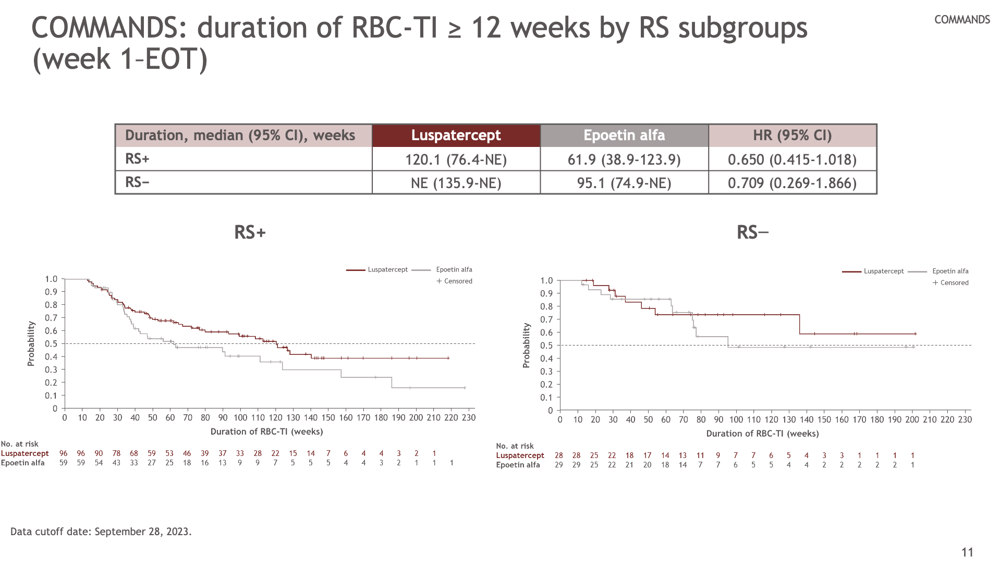 COMMANDS: duration of RBC-TI ≥ 12 weeks by RS subgroups
(week 1–EOT)
COMMANDS
Duration, median (95% CI), weeks Luspatercept Epoetin alfa HR (95% CI)
RS+ 120.1 (76.4-NE) 61.9 (38.9-123.9) 0.650 (0.415-1.018)
RS− NE (135.9-NE) 95.1 (74.9-NE) 0.709 (0.269-1.866)
RS+
Luspatercept Epoetin alfa
+ Censored
Probability
1.0
0.9
0.8
0.7
0.6
0.5
0.4
0.3
0.2
0.1
0
0 10 20 30 40 50 60 70 80 90 100 110 120 130 140 150 160 170 180 190 200 210 220 230
Duration of RBC-TI (weeks)
No. at risk
Luspatercept 96 96 90 78 68 59 53 46 39 37 33 28 22 15 14 7 6 4 4 3 2 1
Epoetin alfa 59 59 54 43 33 27 25 18 16 13 9 9 7 5 5 5 4 4 3 2 1 1 1
RS−
Luspatercept Epoetin alfa
+ Censored
Probability
1.0
0.9
0.8
0.7
0.6
0.5
0.4
0.3
0.2
0.1
0
0 10 20 30 40 50 60 70 80 90 100 110 120 130 140 150 160 170 180 190 200 210 220 230
Duration of RBC-TI (weeks)
No. at risk
Luspatercept 28 28 25 22 18 17 14 13 11 9 7 7 6 5 4 3 3 1 1 1 1
Epoetin alfa 29 29 25 22 21 20 18 14 7 7 6 5 5 4 4 2 2 2 2 2 1
Data cutoff date: September 28, 2023.
11